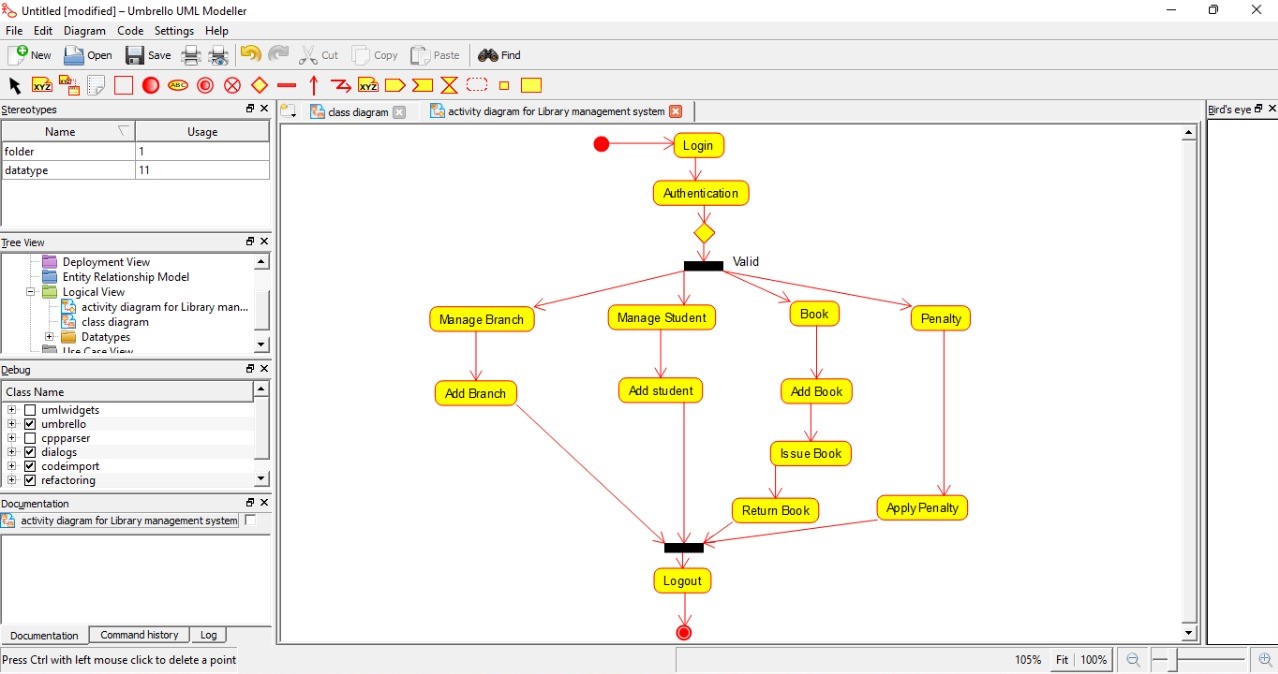 Untitled [modified] – Umbrello UML Modeller
File Edit Diagram Code Settings Help
New Open Save Cut Copy Paste Find
XYZ ABC XYZ
Stereotypes
Name Usage
folder 1
datatype 11
Tree View
Deployment View
Entity Relationship Model
Logical View
activity diagram for Library man...
class diagram
Datatypes
Use Case View
Debug
Class Name
umlwidgets
umbrello
cppparser
dialogs
codeimport
refactoring
Documentation
activity diagram for Library management system
Documentation Command history Log
Press Ctrl with left mouse click to delete a point
class diagram activity diagram for Library management system
Login
Authentication
Valid
Manage Branch Manage Student Book Penalty
Add Branch Add student Add Book
Issue Book
Return Book Apply Penalty
Logout
Bird's eye
105% Fit 100%